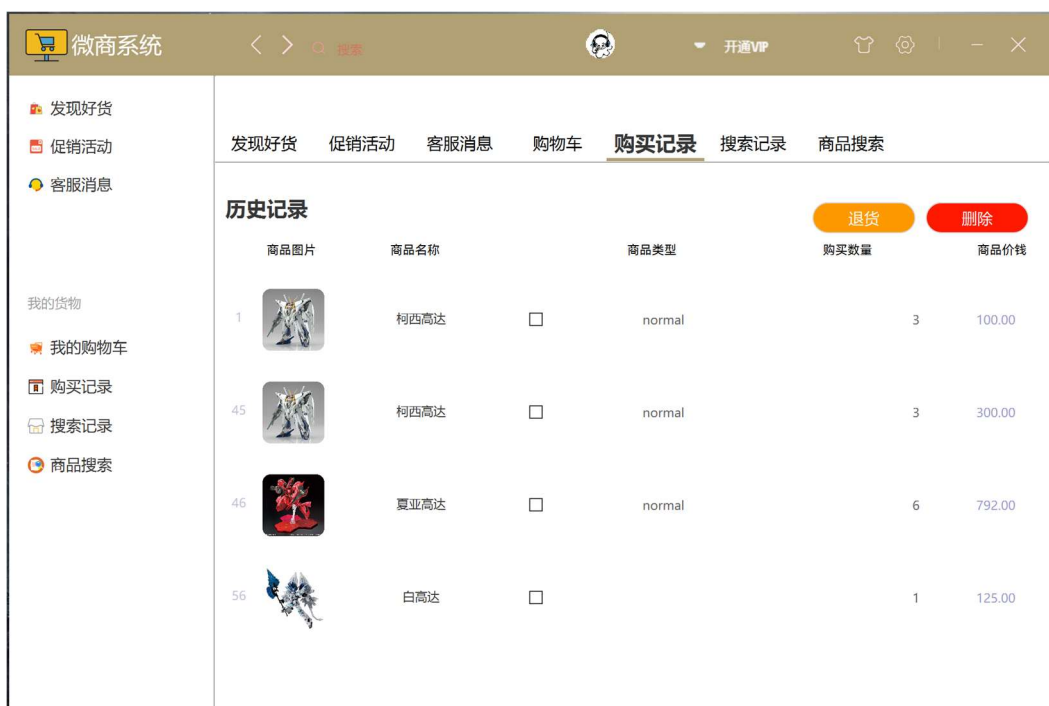 微商系统
搜索
开通VIP
发现好货
促销活动
客服消息
我的货物
我的购物车
购买记录
搜索记录
商品搜索
发现好货 促销活动 客服消息 购物车 购买记录 搜索记录 商品搜索
历史记录
退货 删除
商品图片 商品名称 商品类型 购买数量 商品价钱
1 柯西高达 normal 3 100.00
45 柯西高达 normal 3 300.00
46 夏亚高达 normal 6 792.00
56 白高达 1 125.00